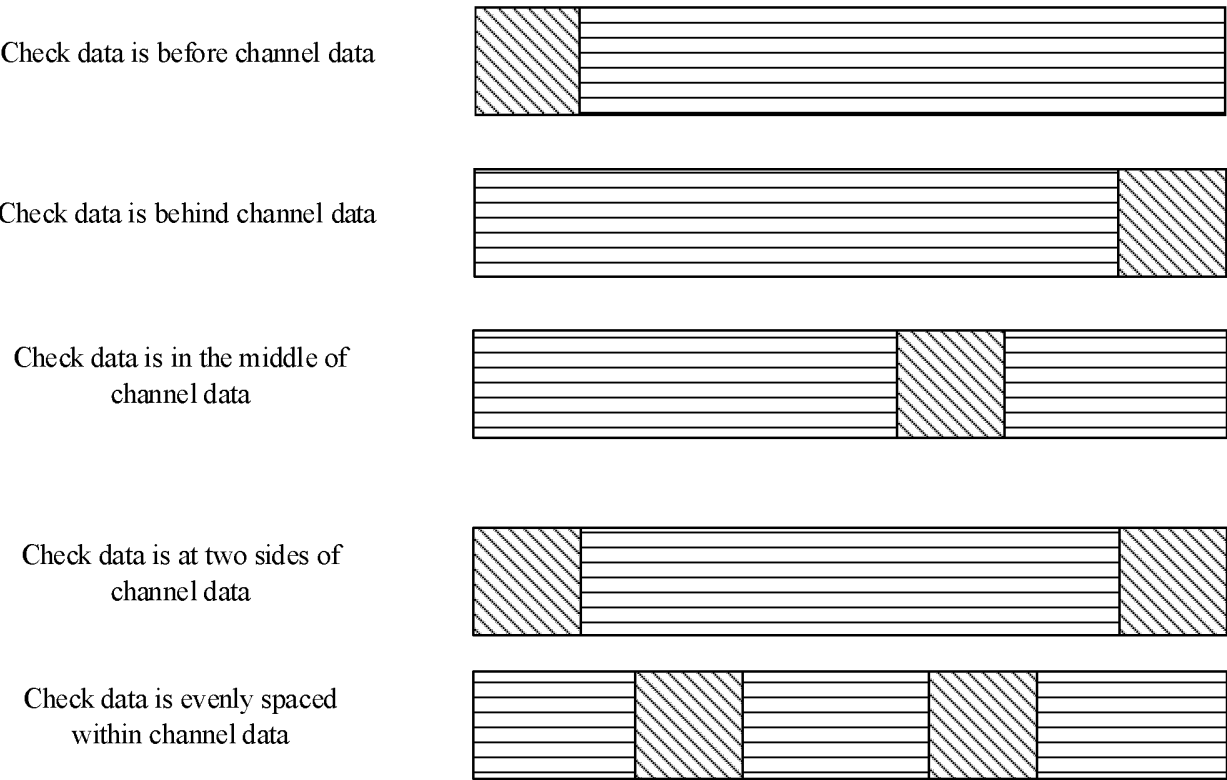 Check data is before channel data
Check data is behind channel data
Check data is in the middle of
channel data
Check data is at two sides of
channel data
Check data is evenly spaced
within channel data